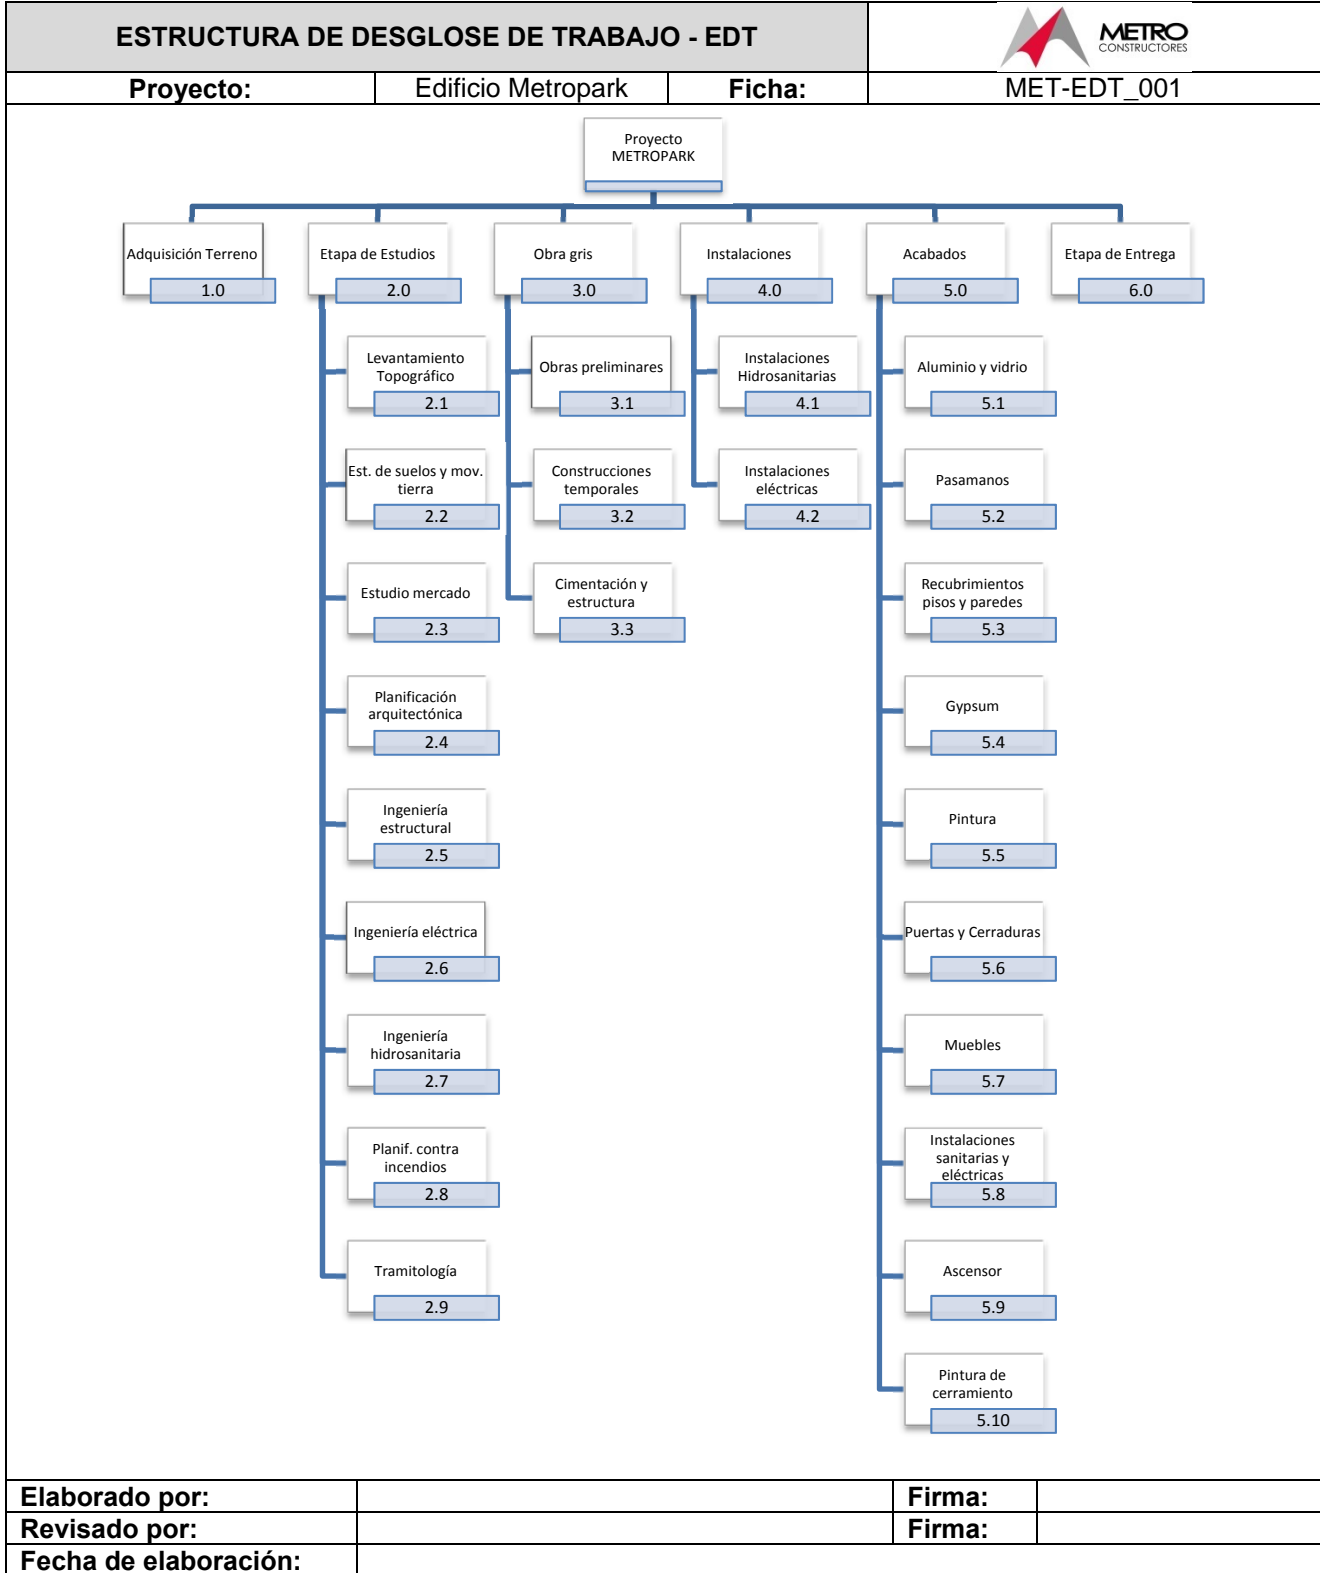 ESTRUCTURA DE DESGLOSE DE TRABAJO - EDT
METRO
CONSTRUCTORES
Proyecto: Edificio Metropark Ficha: MET-EDT_001
Proyecto
METROPARK
Adquisición Terreno
1.0
Etapa de Estudios
2.0
Obra gris
3.0
Instalaciones
4.0
Acabados
5.0
Etapa de Entrega
6.0
Levantamiento
Topográfico
2.1
Est. de suelos y mov.
tierra
2.2
Estudio mercado
2.3
Planificación
arquitectónica
2.4
Ingeniería
estructural
2.5
Ingeniería eléctrica
2.6
Ingeniería
hidrosanitaria
2.7
Planif. contra
incendios
2.8
Tramitología
2.9
Obras preliminares
3.1
Construcciones
temporales
3.2
Cimentación y
estructura
3.3
Instalaciones
Hidrosanitarias
4.1
Instalaciones
eléctricas
4.2
Aluminio y vidrio
5.1
Pasamanos
5.2
Recubrimientos
pisos y paredes
5.3
Gypsum
5.4
Pintura
5.5
Puertas y Cerraduras
5.6
Muebles
5.7
Instalaciones
sanitarias y
eléctricas
5.8
Ascensor
5.9
Pintura de
cerramiento
5.10
Elaborado por: Firma:
Revisado por: Firma:
Fecha de elaboración: